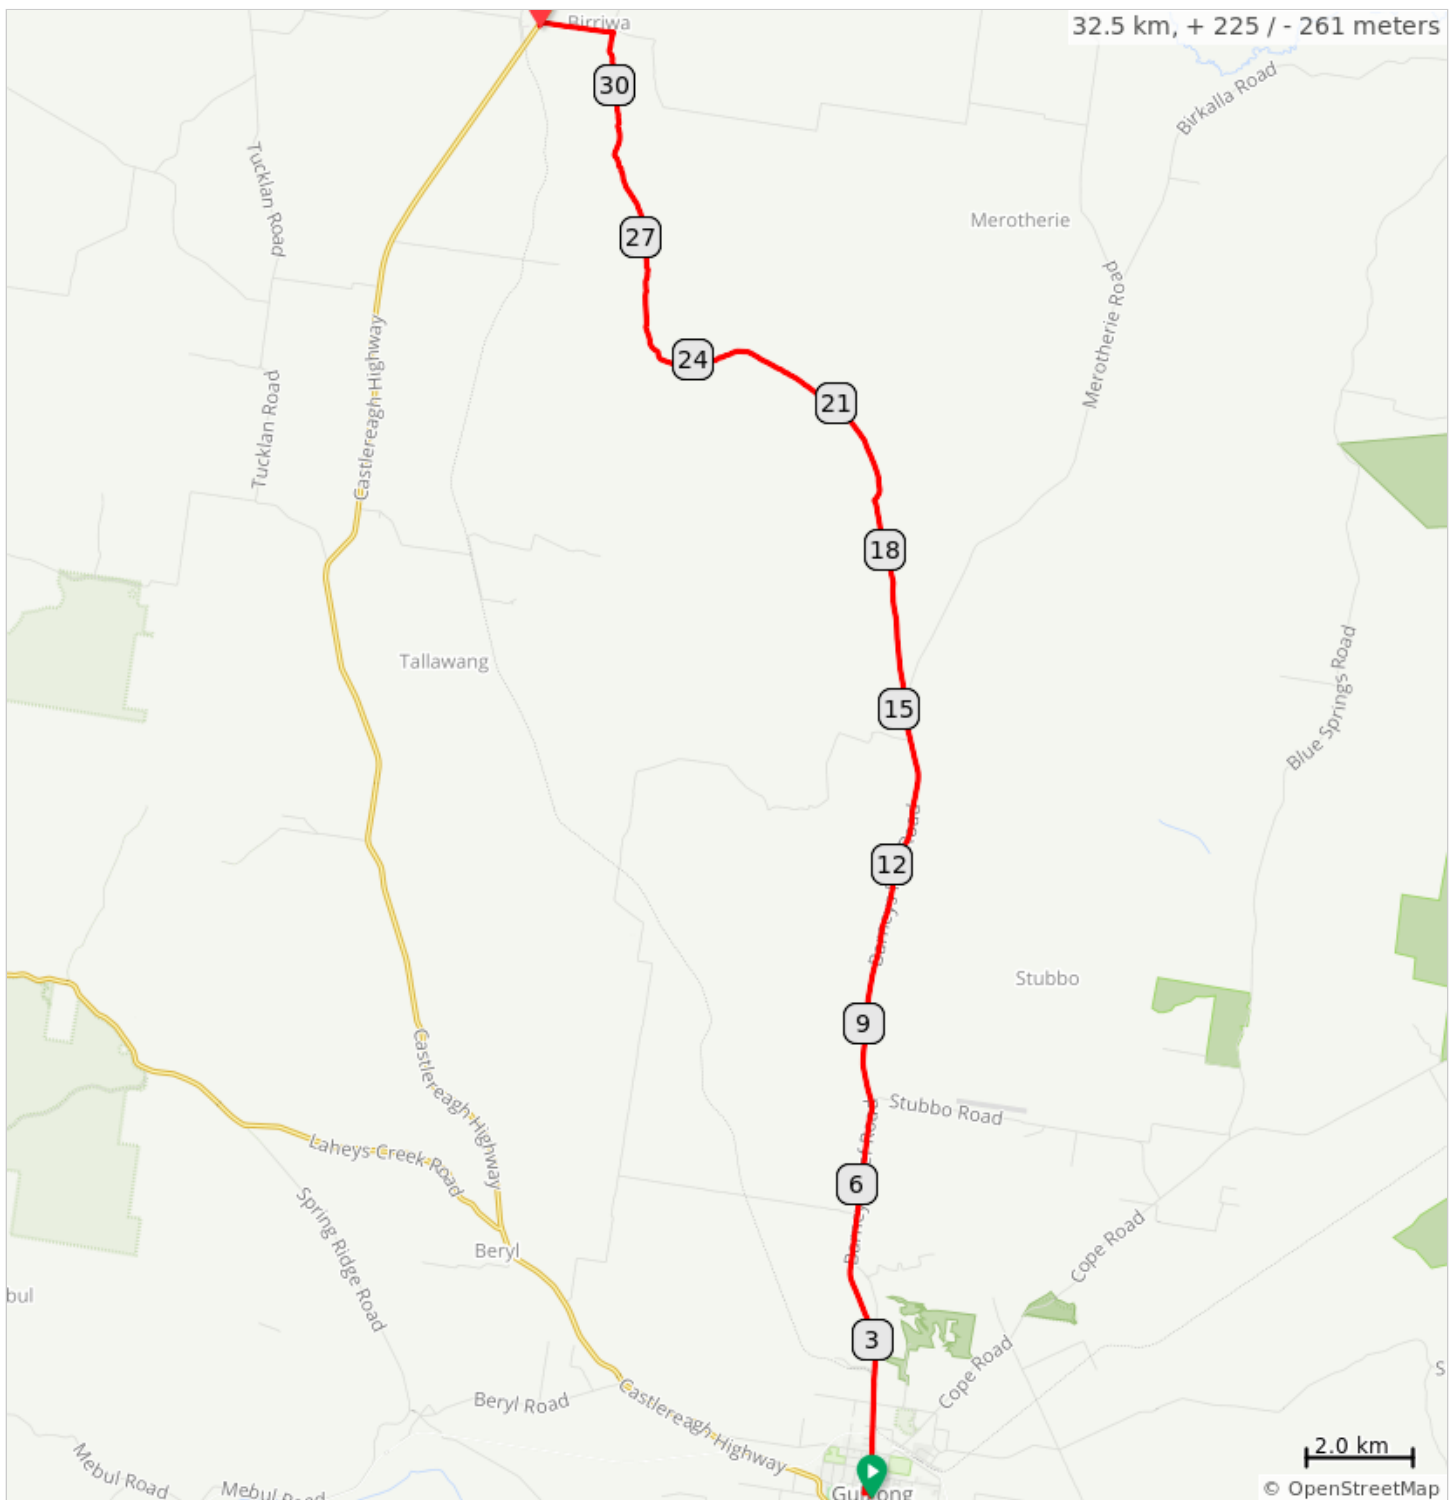 Birriwa
32.5 km, + 225 / - 261 meters
30
Birkalla Road
Tucklan Road
Merotherie
27
Merotherie Road
Castlereagh Highway
24
Tucklan Road
21
18
Tallawang
15
Blue Springs Road
12
Stubbo
9
Castlereagh Highway
Stubbo Road
Laheys Creek Road
6
Spring Ridge Road
Cope Road
Beryl
bul
3
Cope Road
S
Beryl Road
Castlereagh Highway
2.0 km
Mebul Road
Mebul Road
© OpenStreetMap